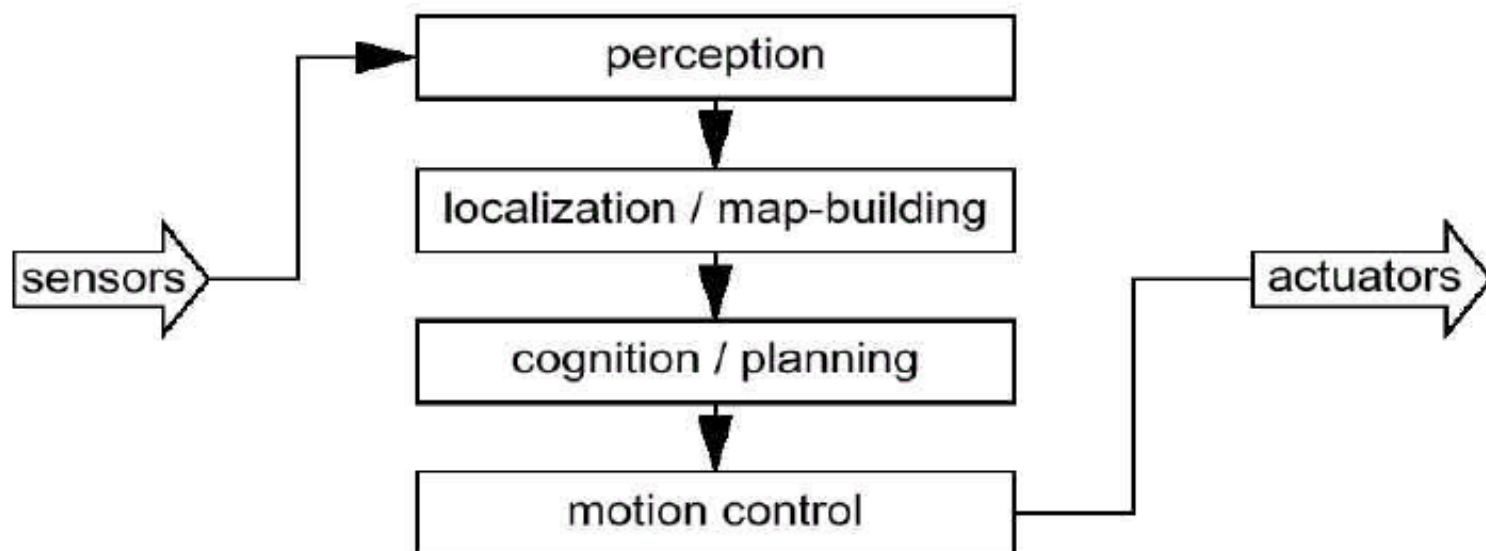 perception
localization / map-building
sensors
actuators
cognition / planning
motion control